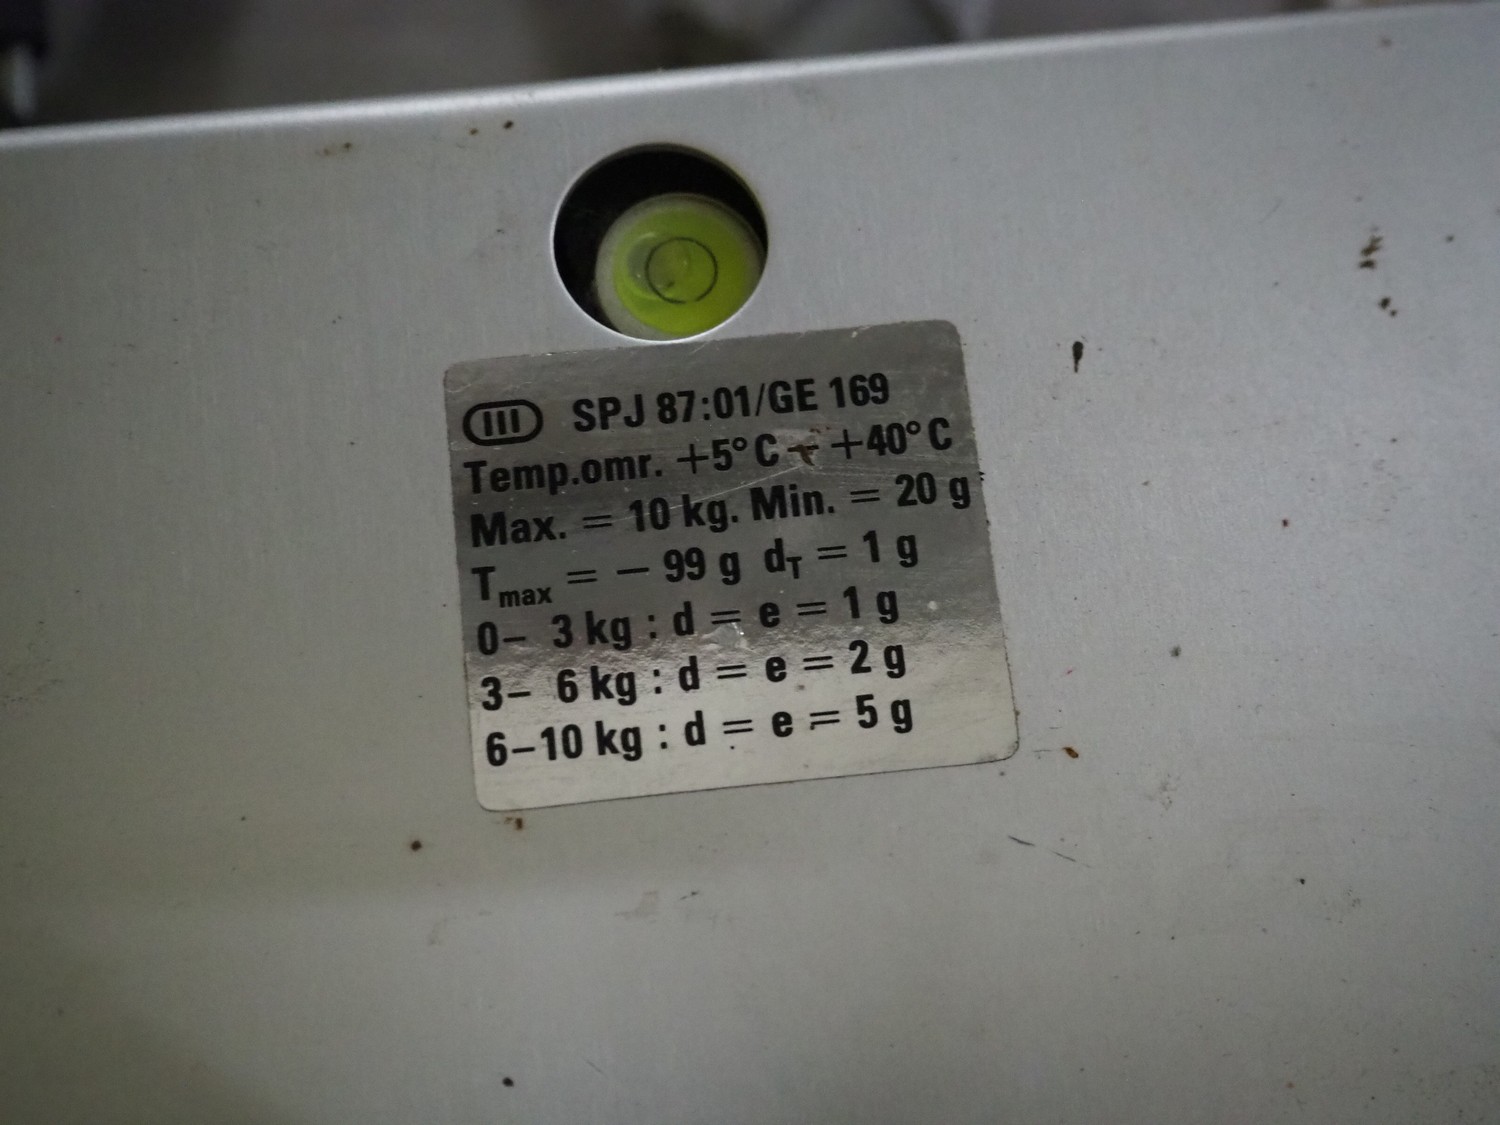 III SPJ 87:01/GE 169
Temp.omr. +5°C – +40°C
Max. = 10 kg. Min. = 20 g
Tmax = – 99 g dT = 1 g
0– 3 kg : d = e = 1 g
3– 6 kg : d = e = 2 g
6–10 kg : d = e = 5 g